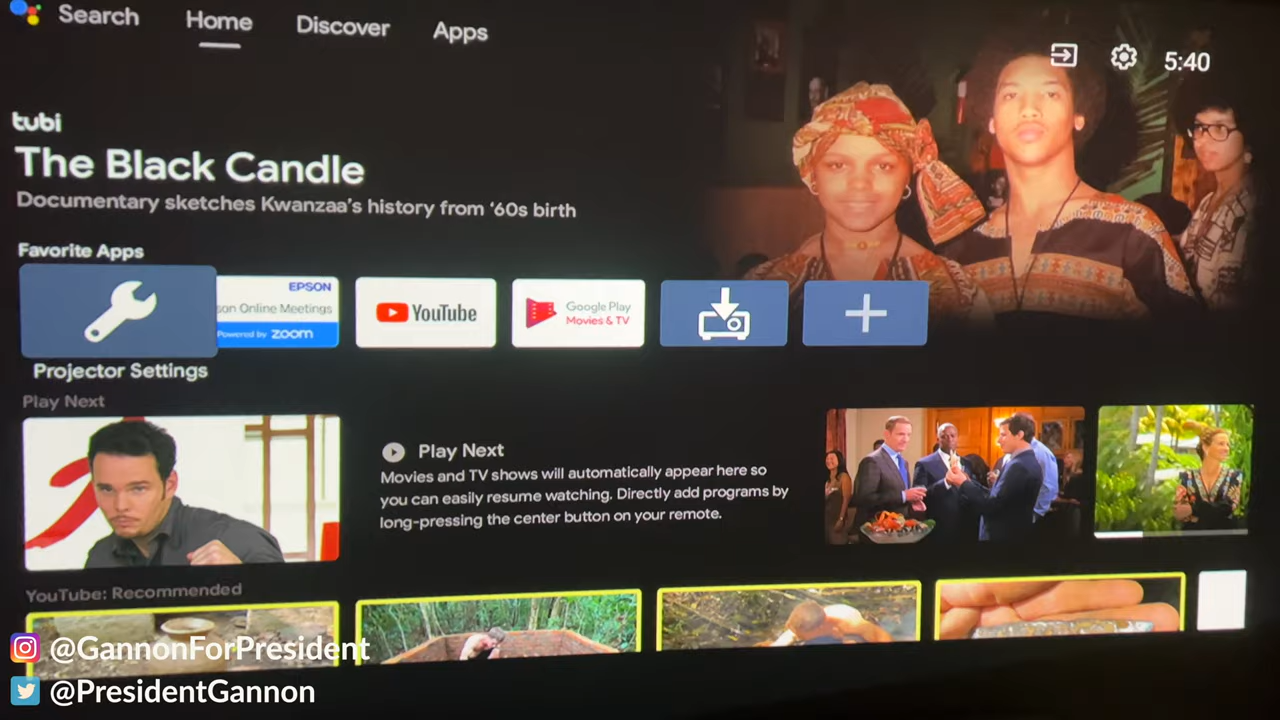 Search
Home
Discover
Apps
5:40
tubi
The Black Candle
Documentary sketches Kwanzaa's history from '60s birth
Favorite Apps
EPSON
son Online Meetings
Powered by zoom
YouTube
Google Play
Movies & TV
Projector Settings
Play Next
Play Next
Movies and TV shows will automatically appear here so
you can easily resume watching. Directly add programs by
long-pressing the center button on your remote.
YouTube: Recommended
@GannonForPresident
@PresidentGannon